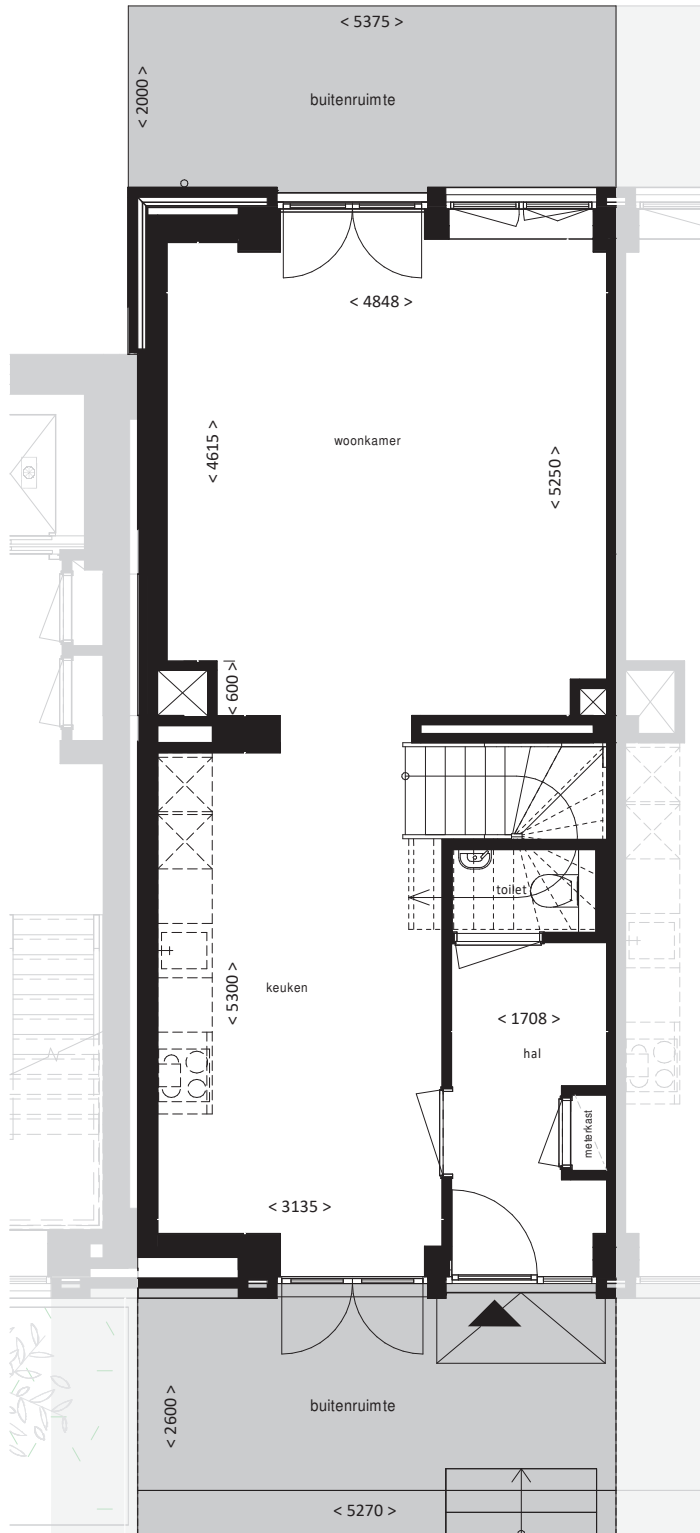 < 5375 >
< 2000 >
buitenruimte
< 4848 >
woonkamer
< 4615 >
< 5250 >
< 600 >
toilet
keuken
< 5300 >
< 1708 >
hal
meterkast
< 3135 >
buitenruimte
< 2600 >
< 5270 >